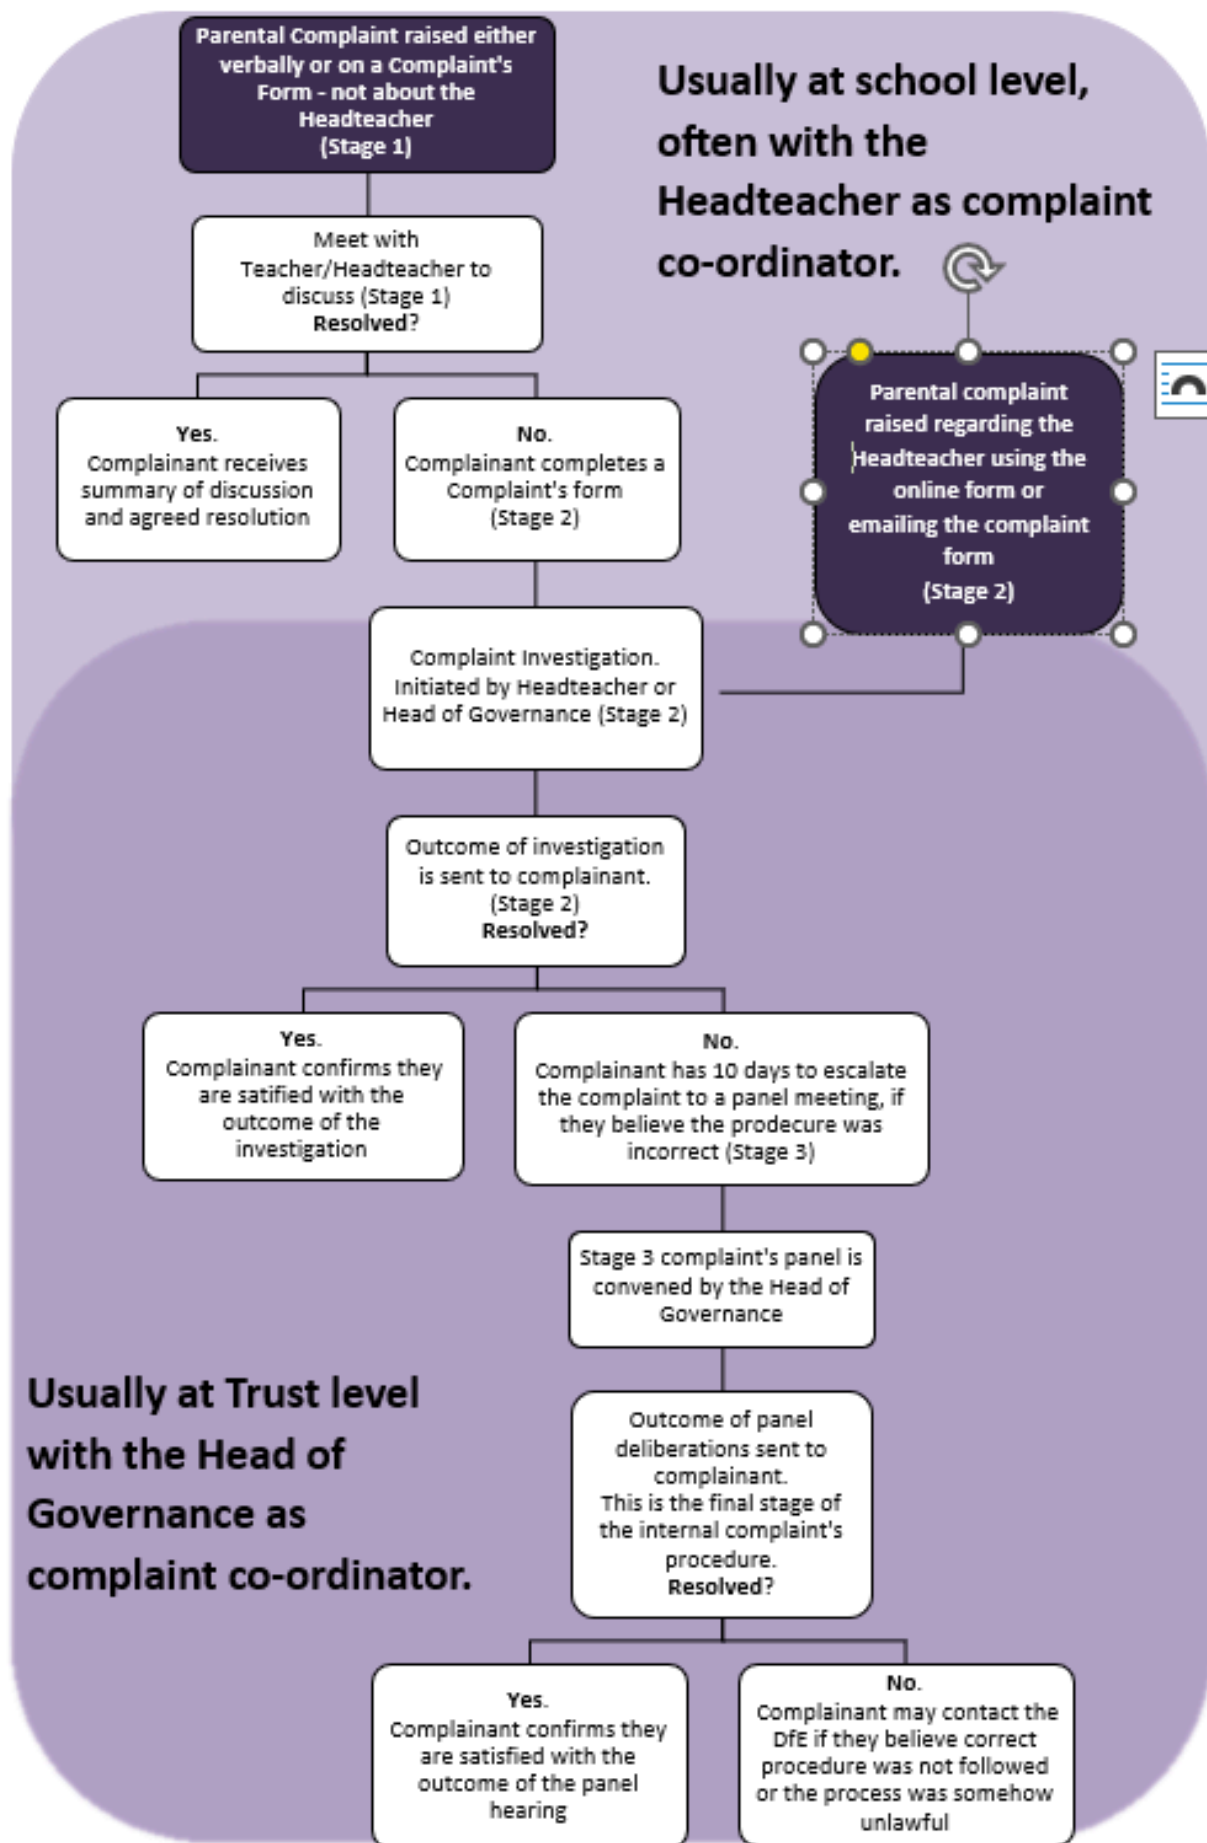 Parental Complaint raised either
verbally or on a Complaint's
Form - not about the
Headteacher
(Stage 1)
Usually at school level,
often with the
Headteacher as complaint
co-ordinator.
Meet with
Teacher/Headteacher to
discuss (Stage 1)
Resolved?
Yes.
Complainant receives
summary of discussion
and agreed resolution
No.
Complainant completes a
Complaint's form
(Stage 2)
Parental complaint
raised regarding the
Headteacher using the
online form or
emailing the complaint
form
(Stage 2)
Complaint Investigation.
Initiated by Headteacher or
Head of Governance (Stage 2)
Outcome of investigation
is sent to complainant.
(Stage 2)
Resolved?
Yes.
Complainant confirms they
are satified with the
outcome of the
investigation
No.
Complainant has 10 days to escalate
the complaint to a panel meeting, if
they believe the prodecure was
incorrect (Stage 3)
Stage 3 complaint's panel is
convened by the Head of
Governance
Usually at Trust level
with the Head of
Governance as
complaint co-ordinator.
Outcome of panel
deliberations sent to
complainant.
This is the final stage of
the internal complaint's
procedure.
Resolved?
Yes.
Complainant confirms they
are satisfied with the
outcome of the panel
hearing
No.
Complainant may contact the
DfE if they believe correct
procedure was not followed
or the process was somehow
unlawful